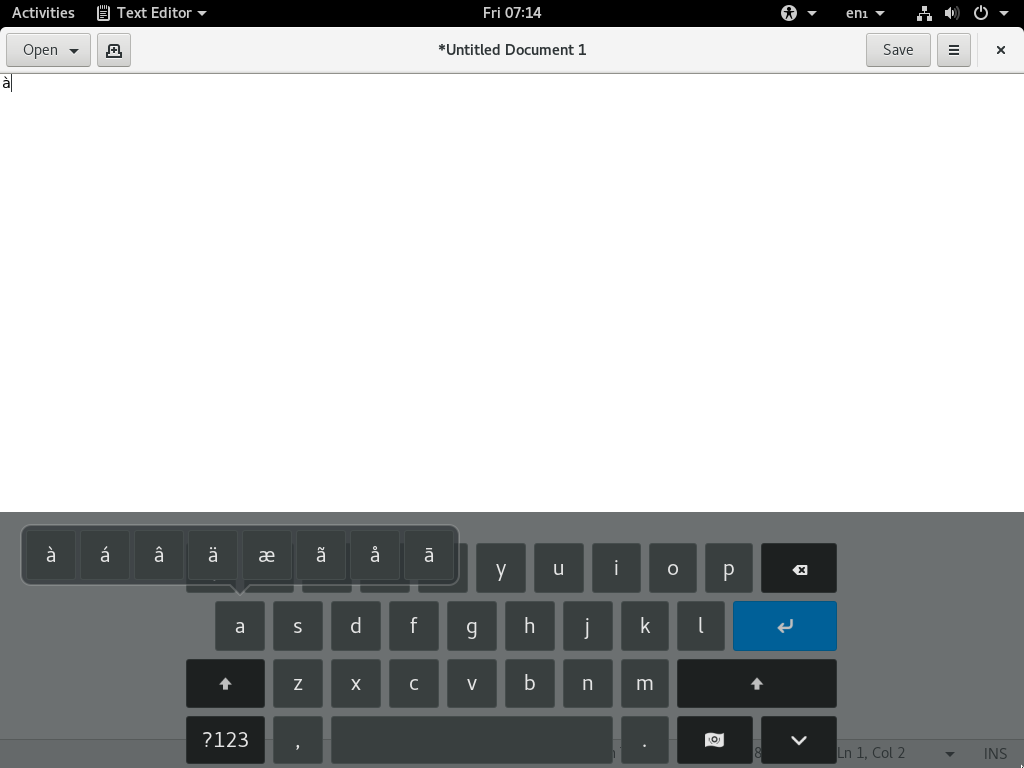 Activities Text Editor Fri 07:14 en₁
Open *Untitled Document 1 Save
à
à á â ä æ ã å ā
y u i o p
a s d f g h j k l
z x c v b n m
?123 , .
Ln 1, Col 2 INS